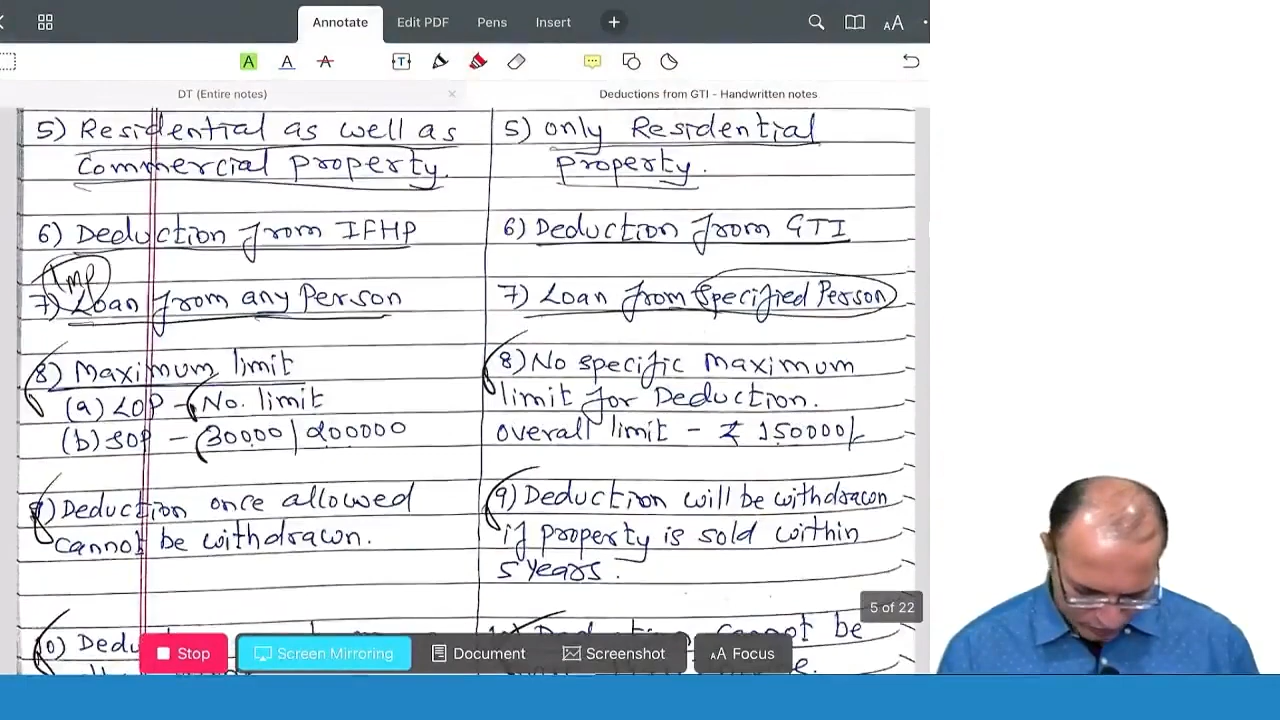 Annotate Edit PDF Pens Insert
AA
A A A T
DT (Entire notes) × Deductions from GTI - Handwritten notes
5) Residential as well as
commercial property.
6) Deduction from IFHP
Imp
7) Loan from any Person
8) Maximum limit
(a) LOP - No. limit
(b) SOP - 30000 | 200000
9) Deduction once allowed
cannot be withdrawn.
5) only Residential
property.
6) Deduction from GTI
7) Loan from specified Person
8) No specific maximum
limit for Deduction.
overall limit - ₹ 150000/-
9) Deduction will be withdrawn
if property is sold within
5 years.
cannot be
5 of 22
Stop Screen Mirroring Document Screenshot AA Focus